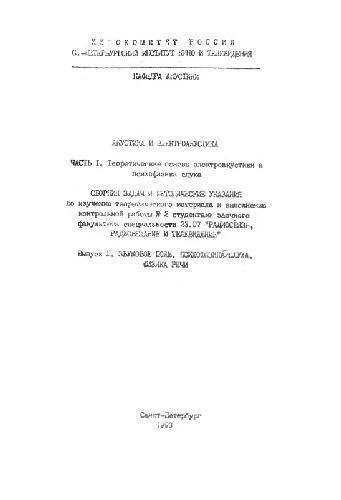 КИНОКОМИТЕТ РОССИИ
С.-ПЕТЕРБУРГСКИЙ ИНСТИТУТ КИНО И ТЕЛЕВИДЕНИЯ
КАФЕДРА АКУСТИКИ
АКУСТИКА И ЭЛЕКТРОАКУСТИКА
ЧАСТЬ I. Теоретические основы электроакустики и
психофизика слуха
СБОРНИК ЗАДАЧ И МЕТОДИЧЕСКИЕ УКАЗАНИЯ
по изучению теоретического материала и выполнению
контрольной работы № 2 студентами заочного
факультета специальности 23.07 "РАДИОСВЯЗЬ,
РАДИОВЕЩАНИЕ И ТЕЛЕВИДЕНИЕ"
Выпуск 2. ЗВУКОВОЕ ПОЛЕ, ПСИХОФИЗИКА СЛУХА,
ФИЗИКА РЕЧИ
Санкт-Петербург
1993